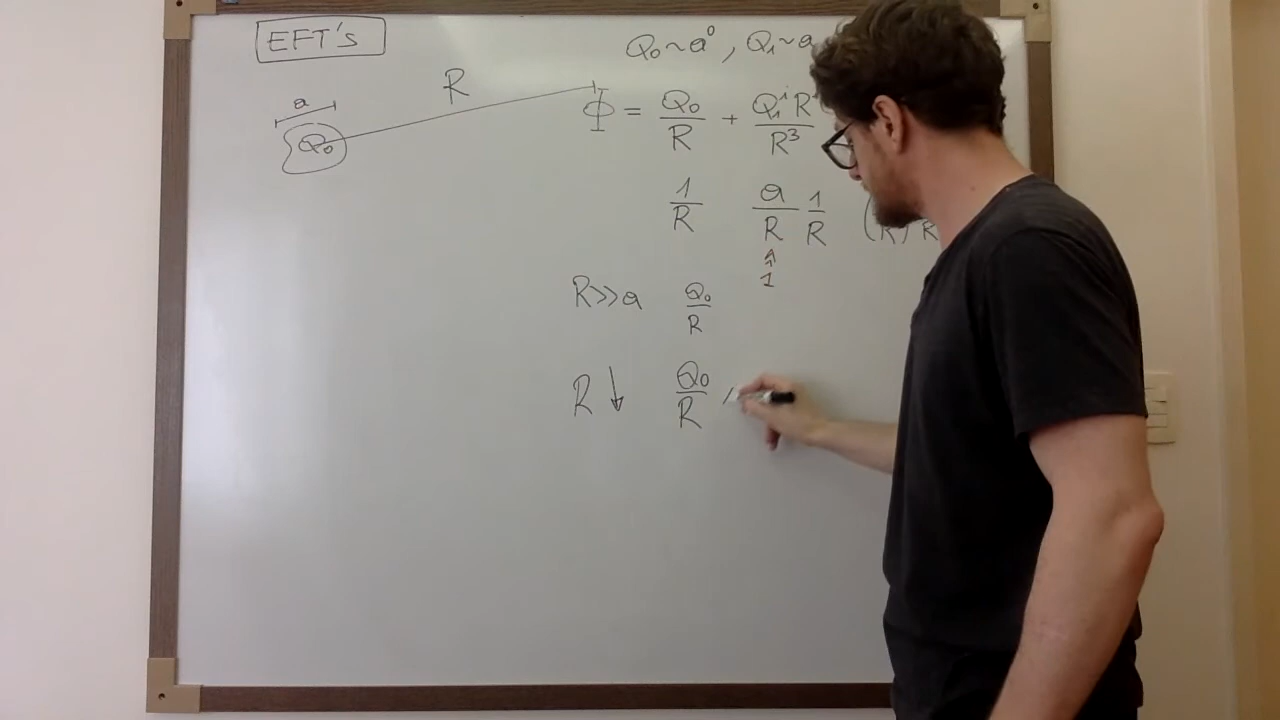 EFT's
Q₀ ~ a⁰ , Q₁ ~ a
a
R
Q₀
Φ = Q₀/R + Q₁ⁱ Rⁱ/R³
1/R a/R 1/R
≪ 1
R >> a Q₀/R
R ↓ Q₀/R